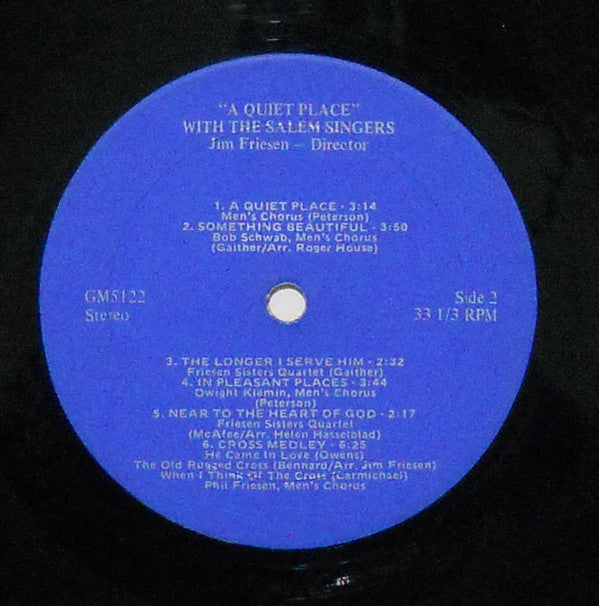 "A QUIET PLACE"
WITH THE SALEM SINGERS
Jim Friesen — Director
1. A QUIET PLACE - 3:14
Men's Chorus (Peterson)
2. SOMETHING BEAUTIFUL - 3:50
Bob Schwab, Men's Chorus
(Gaither/Arr. Roger House)
GM5122
Stereo
Side 2
33 1/3 RPM
3. THE LONGER I SERVE HIM - 2:32
Friesen Sisters Quartet (Gaither)
4. IN PLEASANT PLACES - 3:44
Dwight Klemin, Men's Chorus
(Peterson)
5. NEAR TO THE HEART OF GOD - 2:17
Friesen Sisters Quartet
(McAfee/Arr. Helen Hasselblad)
6. CROSS MEDLEY - 6:25
He Came In Love (Owens)
The Old Rugged Cross (Bennard/Arr. Jim Friesen)
When I Think Of The Cross (Carmichael)
Phil Friesen, Men's Chorus